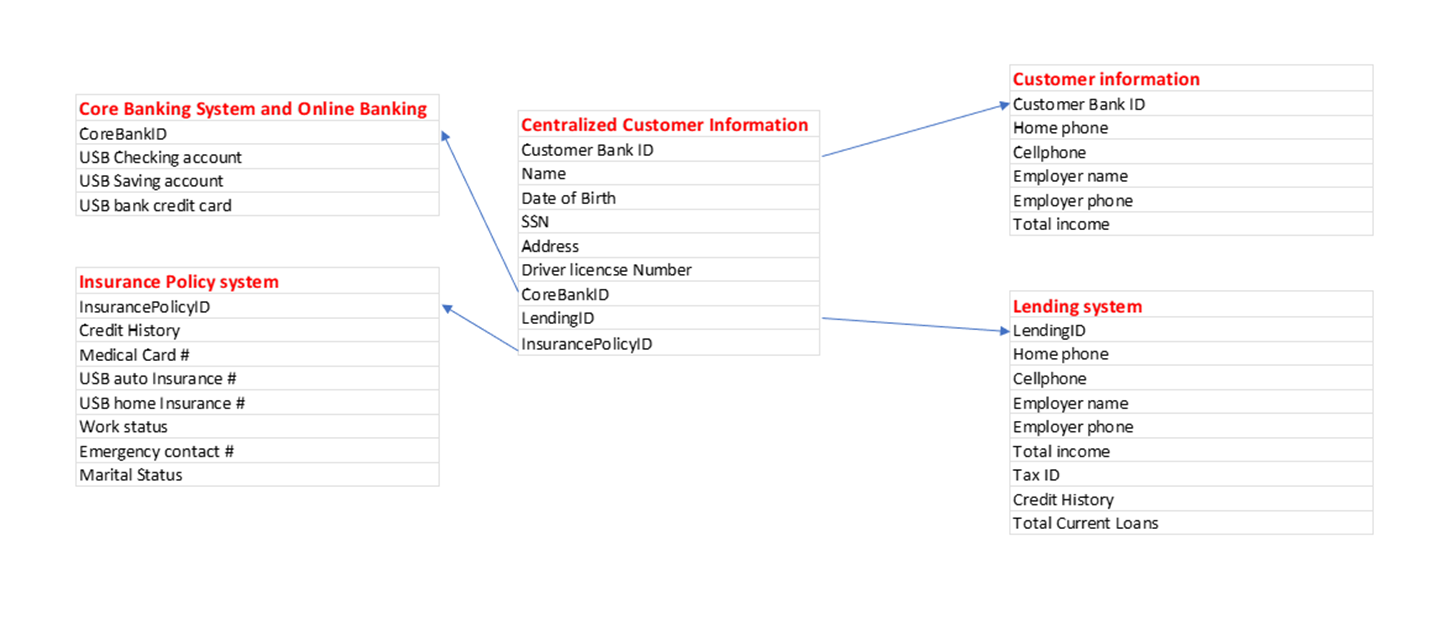 Core Banking System and Online Banking
CoreBankID
USB Checking account
USB Saving account
USB bank credit card
Insurance Policy system
InsurancePolicyID
Credit History
Medical Card #
USB auto Insurance #
USB home Insurance #
Work status
Emergency contact #
Marital Status
Centralized Customer Information
Customer Bank ID
Name
Date of Birth
SSN
Address
Driver licencse Number
CoreBankID
LendingID
InsurancePolicyID
Customer information
Customer Bank ID
Home phone
Cellphone
Employer name
Employer phone
Total income
Lending system
LendingID
Home phone
Cellphone
Employer name
Employer phone
Total income
Tax ID
Credit History
Total Current Loans